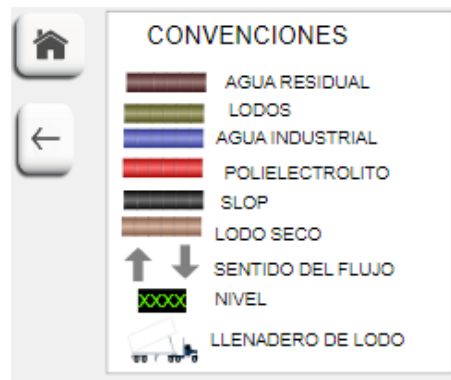 CONVENCIONES
AGUA RESIDUAL
LODOS
AGUA INDUSTRIAL
POLIELECTROLITO
SLOP
LODO SECO
SENTIDO DEL FLUJO
XXXX NIVEL
LLENADERO DE LODO